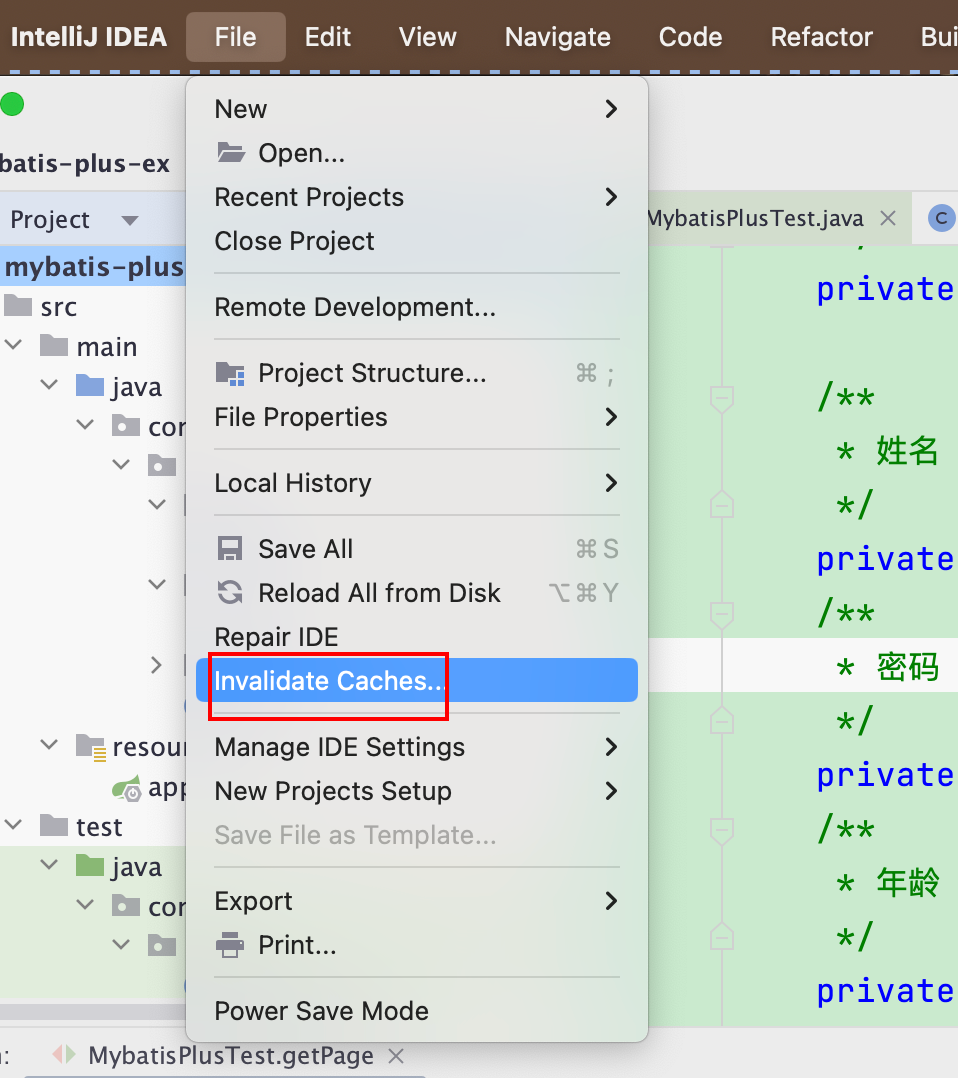 IntelliJ IDEA File Edit View Navigate Code Refactor Bui
batis-plus-ex
Project
mybatis-plus
src
main
java
con
resour
app
test
java
con
New
Open...
Recent Projects
Close Project
Remote Development...
Project Structure... ⌘ ;
File Properties
Local History
Save All ⌘ S
Reload All from Disk ⌥ ⌘ Y
Repair IDE
Invalidate Caches...
Manage IDE Settings
New Projects Setup
Save File as Template...
Export
Print...
Power Save Mode
MybatisPlusTest.java C
private
/**
* 姓名
*/
private
/**
* 密码
*/
private
/**
* 年龄
*/
private
MybatisPlusTest.getPage